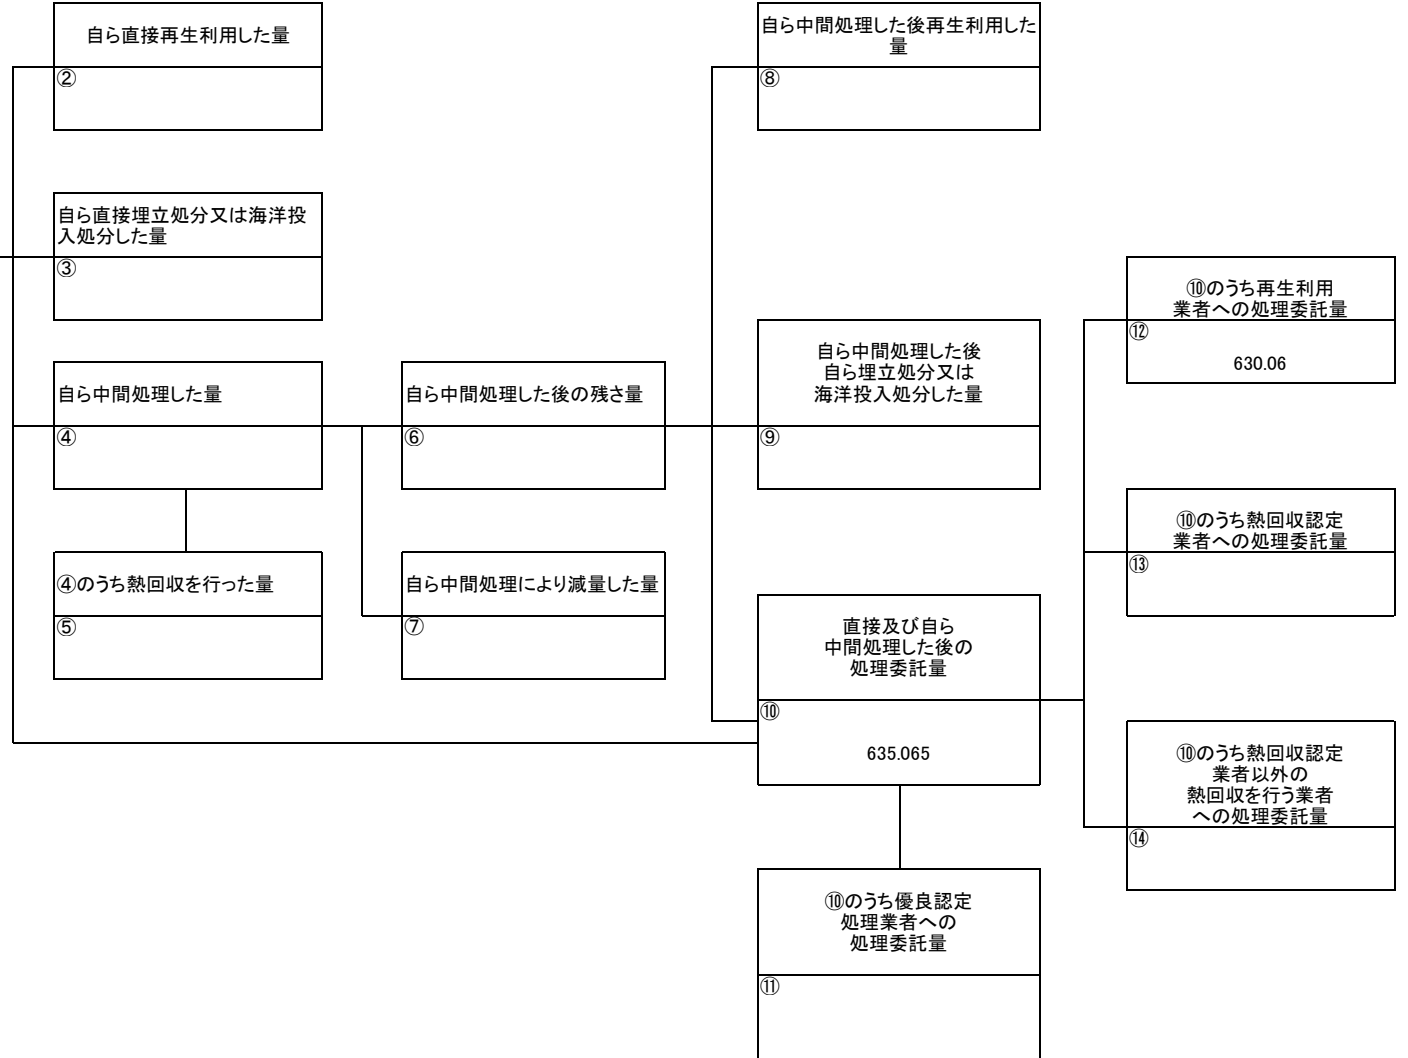 自ら直接再生利用した量
②
自ら直接埋立処分又は海洋投
入処分した量
③
自ら中間処理した量
④
④のうち熱回収を行った量
⑤
自ら中間処理した後の残さ量
⑥
自ら中間処理により減量した量
⑦
自ら中間処理した後再生利用した
量
⑧
自ら中間処理した後
自ら埋立処分又は
海洋投入処分した量
⑨
直接及び自ら
中間処理した後の
処理委託量
⑩
635.065
⑩のうち優良認定
処理業者への
処理委託量
⑪
⑩のうち再生利用
業者への処理委託量
⑫
630.06
⑩のうち熱回収認定
業者への処理委託量
⑬
⑩のうち熱回収認定
業者以外の
熱回収を行う業者
への処理委託量
⑭